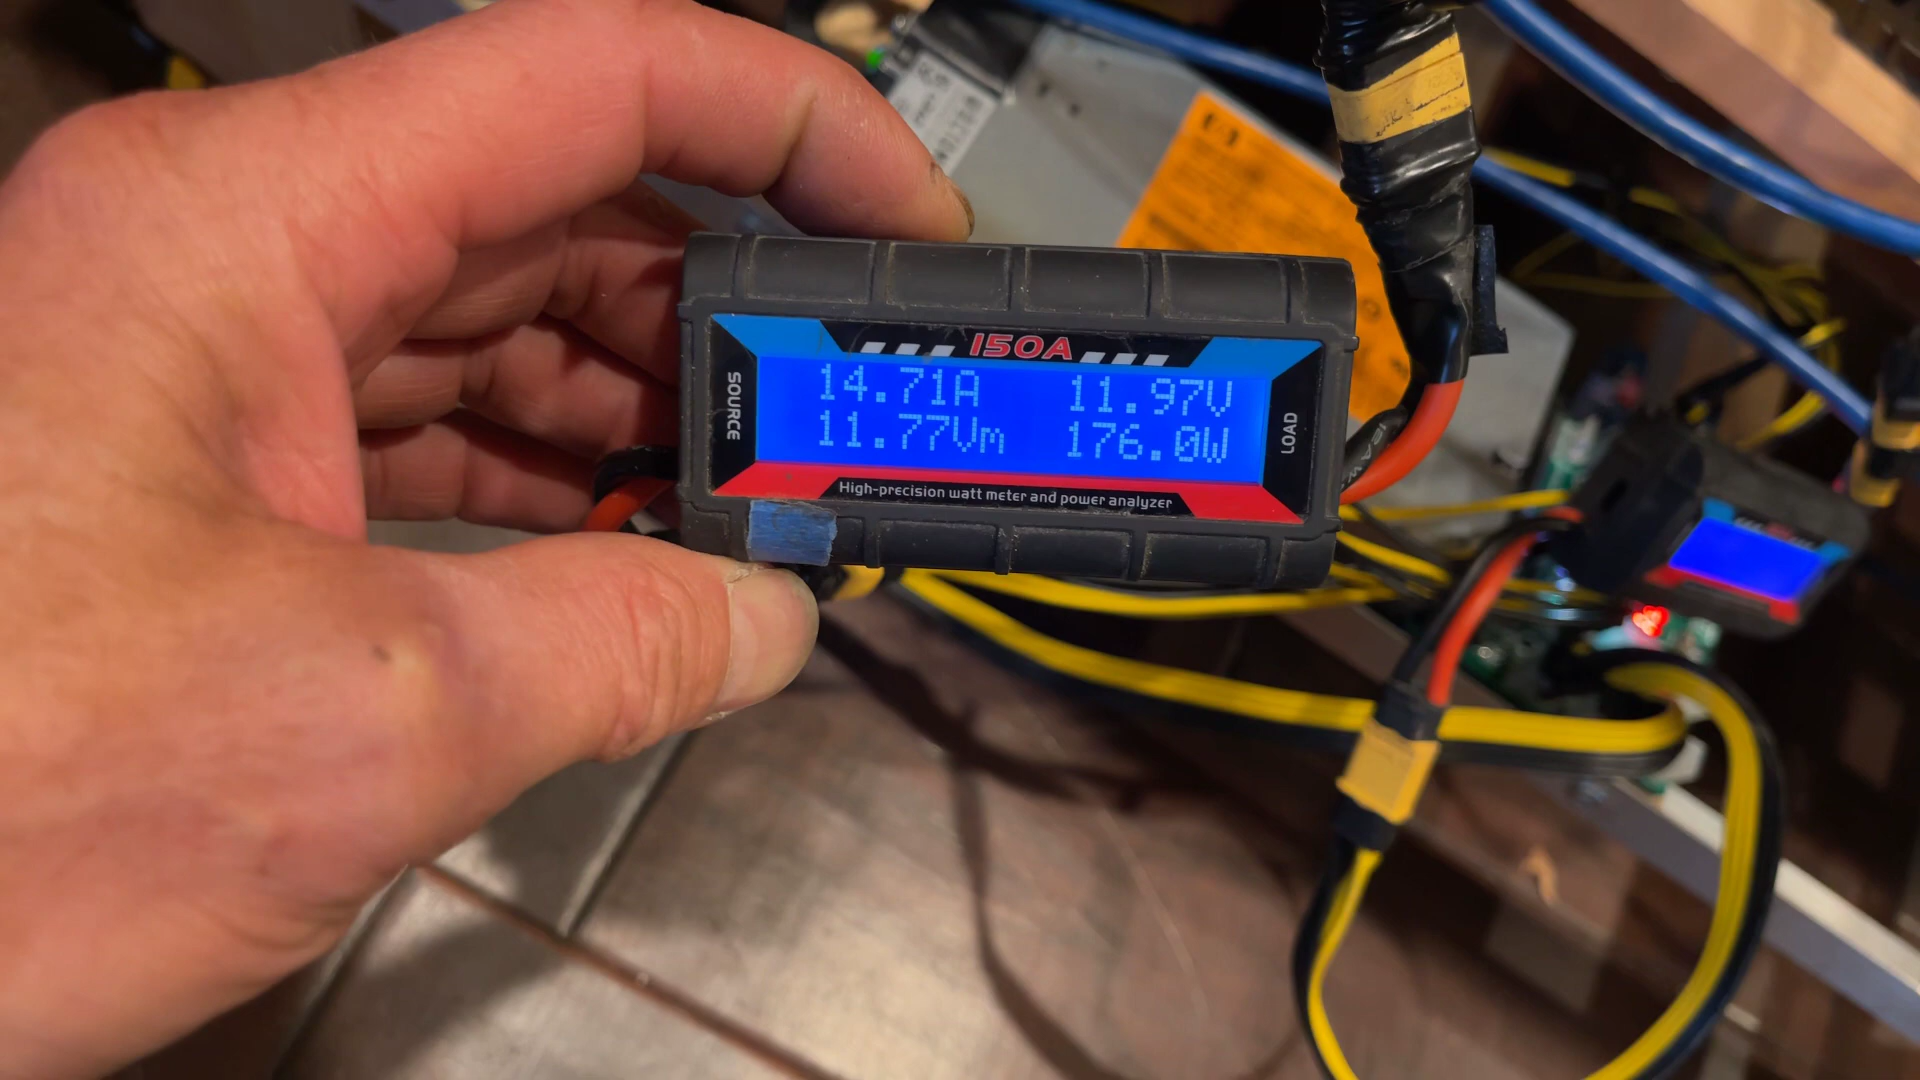 150A
SOURCE
14.71A 11.97V
11.77Vm 176.0W
LOAD
High-precision watt meter and power analyzer